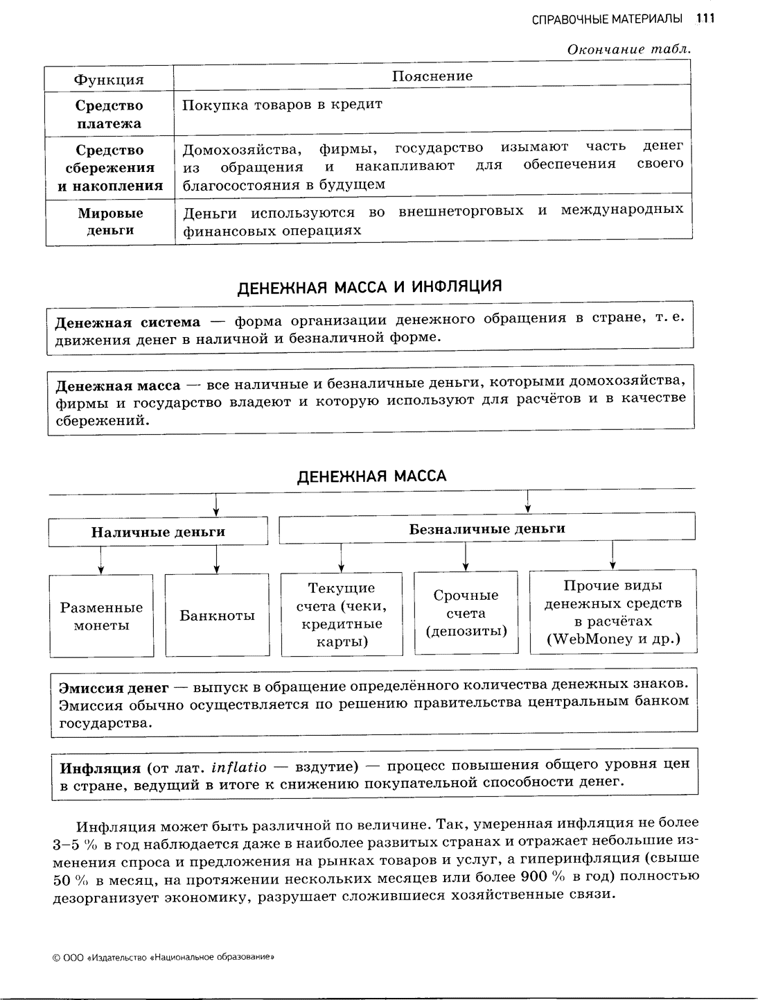 СПРАВОЧНЫЕ МАТЕРИАЛЫ 111
Окончание табл.
Функция
Пояснение
Средство
платежа
Покупка товаров в кредит
Средство
сбережения
и накопления
Домохозяйства, фирмы, государство изымают часть денег
из обращения и накапливают для обеспечения своего
благосостояния в будущем
Мировые
деньги
Деньги используются во внешнеторговых и международных
финансовых операциях
ДЕНЕЖНАЯ МАССА И ИНФЛЯЦИЯ
Денежная система — форма организации денежного обращения в стране, т. е.
движения денег в наличной и безналичной форме.
Денежная масса — все наличные и безналичные деньги, которыми домохозяйства,
фирмы и государство владеют и которую используют для расчётов и в качестве
сбережений.
ДЕНЕЖНАЯ МАССА
Наличные деньги
Безналичные деньги
Разменные
монеты
Банкноты
Текущие
счета (чеки,
кредитные
карты)
Срочные
счета
(депозиты)
Прочие виды
денежных средств
в расчётах
(WebMoney и др.)
Эмиссия денег — выпуск в обращение определённого количества денежных знаков.
Эмиссия обычно осуществляется по решению правительства центральным банком
государства.
Инфляция (от лат. inflatio — вздутие) — процесс повышения общего уровня цен
в стране, ведущий в итоге к снижению покупательной способности денег.
Инфляция может быть различной по величине. Так, умеренная инфляция не более
3–5 % в год наблюдается даже в наиболее развитых странах и отражает небольшие из-
менения спроса и предложения на рынках товаров и услуг, а гиперинфляция (свыше
50 % в месяц, на протяжении нескольких месяцев или более 900 % в год) полностью
дезорганизует экономику, разрушает сложившиеся хозяйственные связи.
© ООО «Издательство «Национальное образование»